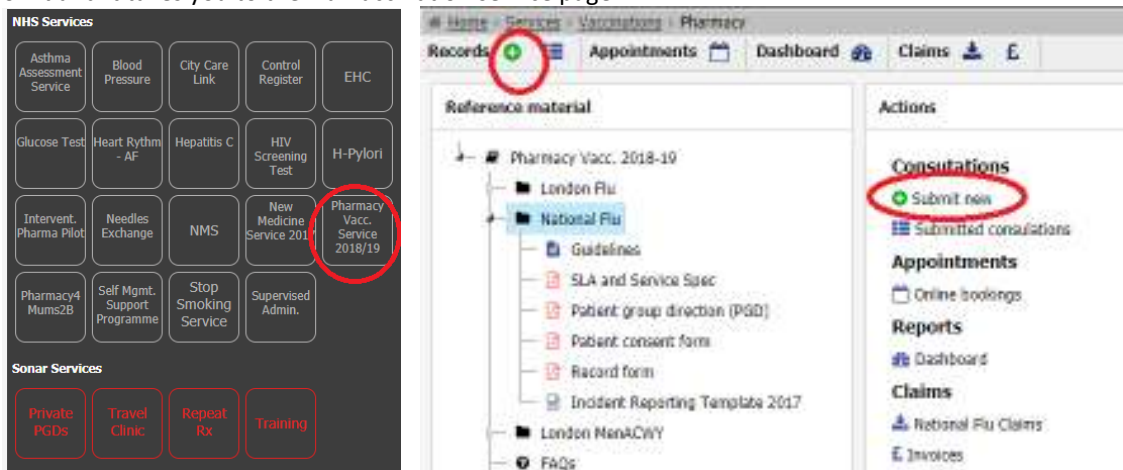 NHS Services
Asthma
Assessment
Service
Blood
Pressure
City Care
Link
Control
Register
EHC
Glucose Test
Heart Rythm
- AF
Hepatitis C
HIV
Screening
Test
H-Pylori
Intervent.
Pharma Pilot
Needles
Exchange
NMS
New
Medicine
Service 2017
Pharmacy
Vacc.
Service
2018/19
Pharmacy4
Mums2B
Self Mgmt.
Support
Programme
Stop
Smoking
Service
Supervised
Admin.
Sonar Services
Private
PGDs
Travel
Clinic
Repeat
Rx
Training
Home Services Vaccinations Pharmacy
Records Appointments Dashboard Claims £
Reference material
Pharmacy Vacc. 2018-19
London Flu
National Flu
Guidelines
SLA and Service Spec
Patient group direction (PGD)
Patient consent form
Record form
Incident Reporting Template 2017
London MenACWY
FAQs
Actions
Consutations
Submit new
Submitted consulations
Appointments
Online bookings
Reports
Dashboard
Claims
National Flu Claims
£ Invoices